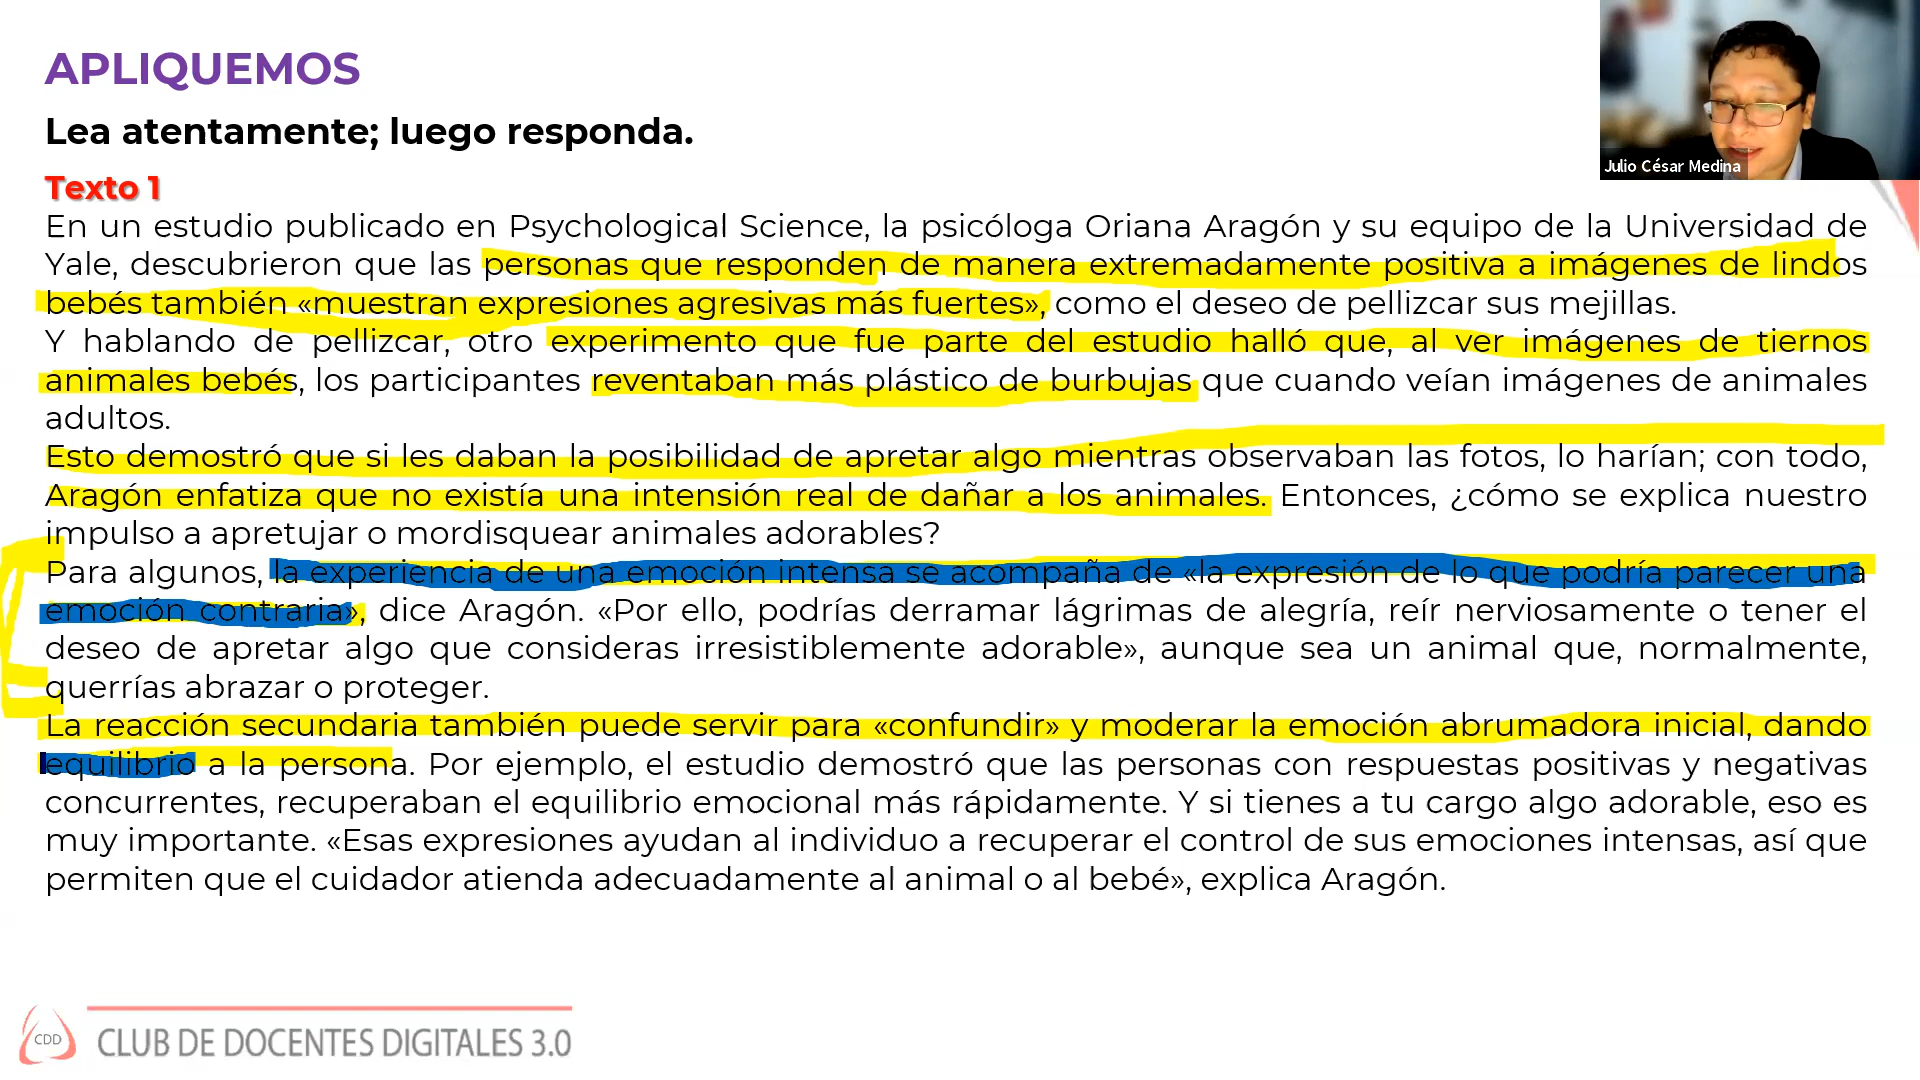 APLIQUEMOS
Lea atentamente; luego responda.
Julio César Medina
Texto 1
En un estudio publicado en Psychological Science, la psicóloga Oriana Aragón y su equipo de la Universidad de
Yale, descubrieron que las personas que responden de manera extremadamente positiva a imágenes de lindos
bebés también «muestran expresiones agresivas más fuertes», como el deseo de pellizcar sus mejillas.
Y hablando de pellizcar, otro experimento que fue parte del estudio halló que, al ver imágenes de tiernos
animales bebés, los participantes reventaban más plástico de burbujas que cuando veían imágenes de animales
adultos.
Esto demostró que si les daban la posibilidad de apretar algo mientras observaban las fotos, lo harían; con todo,
Aragón enfatiza que no existía una intensión real de dañar a los animales. Entonces, ¿cómo se explica nuestro
impulso a apretujar o mordisquear animales adorables?
Para algunos, la experiencia de una emoción intensa se acompaña de «la expresión de lo que podría parecer una
emoción contraria», dice Aragón. «Por ello, podrías derramar lágrimas de alegría, reír nerviosamente o tener el
deseo de apretar algo que consideras irresistiblemente adorable», aunque sea un animal que, normalmente,
querrías abrazar o proteger.
La reacción secundaria también puede servir para «confundir» y moderar la emoción abrumadora inicial, dando
equilibrio a la persona. Por ejemplo, el estudio demostró que las personas con respuestas positivas y negativas
concurrentes, recuperaban el equilibrio emocional más rápidamente. Y si tienes a tu cargo algo adorable, eso es
muy importante. «Esas expresiones ayudan al individuo a recuperar el control de sus emociones intensas, así que
permiten que el cuidador atienda adecuadamente al animal o al bebé», explica Aragón.
CDD
CLUB DE DOCENTES DIGITALES 3.0